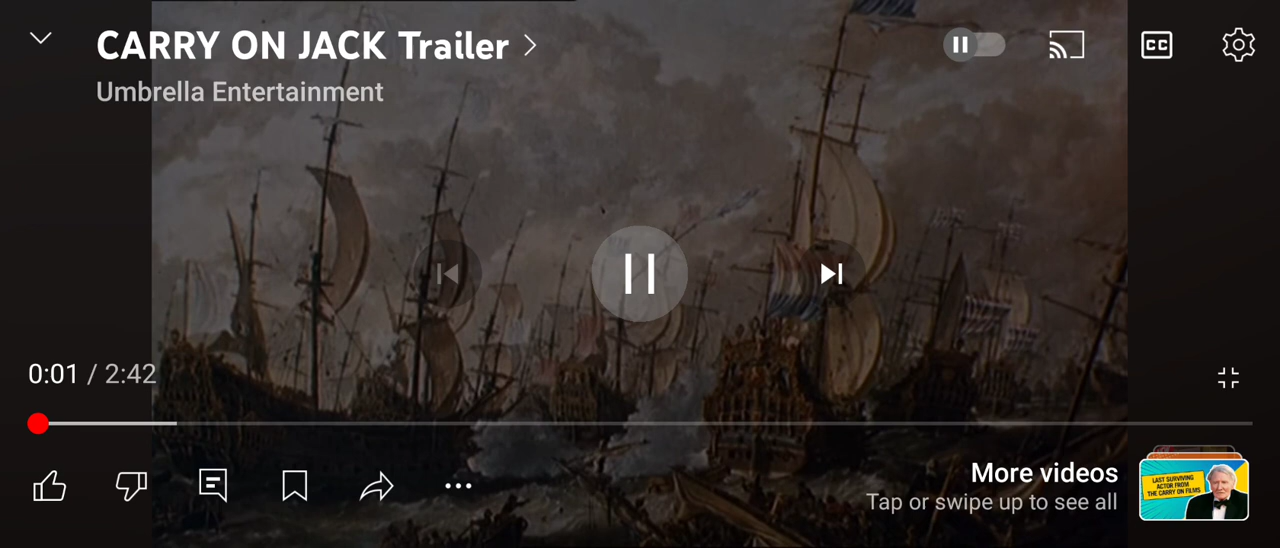 CARRY ON JACK Trailer
CC
Umbrella Entertainment
0:01 / 2:42
More videos
Tap or swipe up to see all
LAST SURVIVING
ACTOR FROM
THE CARRY ON FILMS